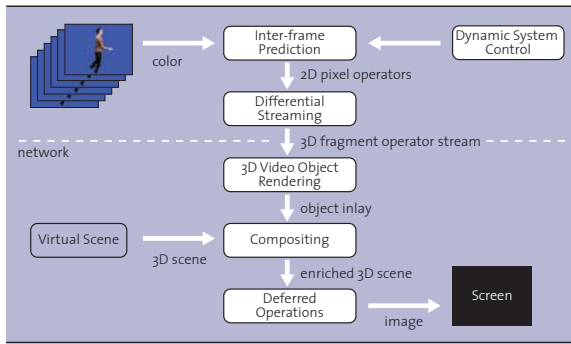 Inter-frame
Prediction
Dynamic System
Control
color
2D pixel operators
Differential
Streaming
3D fragment operator stream
network
3D Video Object
Rendering
object inlay
Virtual Scene
Compositing
3D scene
enriched 3D scene
Deferred
Operations
Screen
image